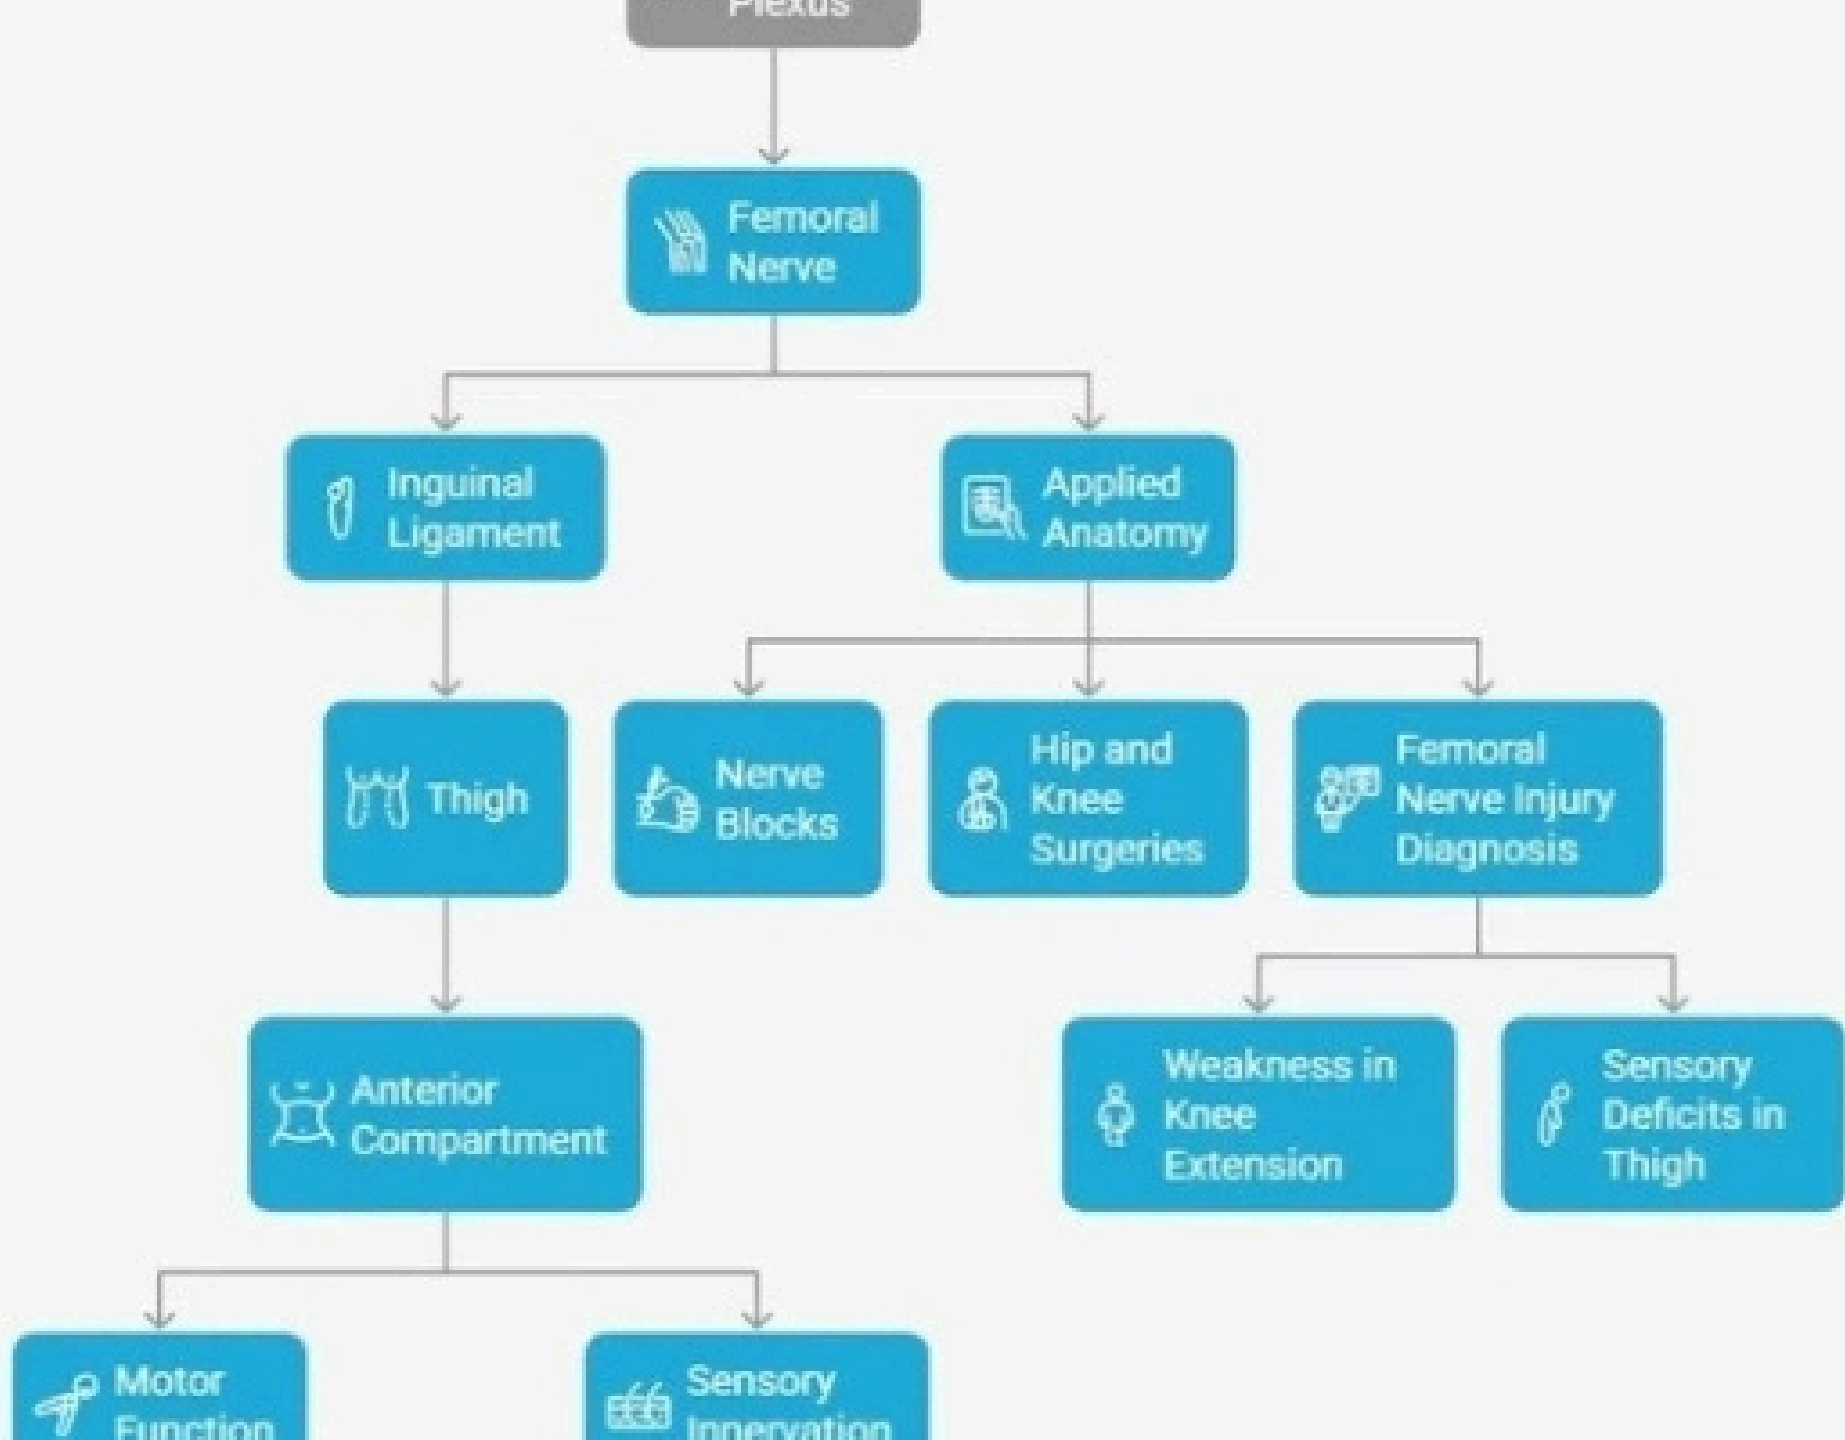 Plexus
Femoral
Nerve
Inguinal
Ligament
Applied
Anatomy
Thigh
Nerve
Blocks
Hip and
Knee
Surgeries
Femoral
Nerve Injury
Diagnosis
Anterior
Compartment
Weakness in
Knee
Extension
Sensory
Deficits in
Thigh
Motor
Function
Sensory
Innervation